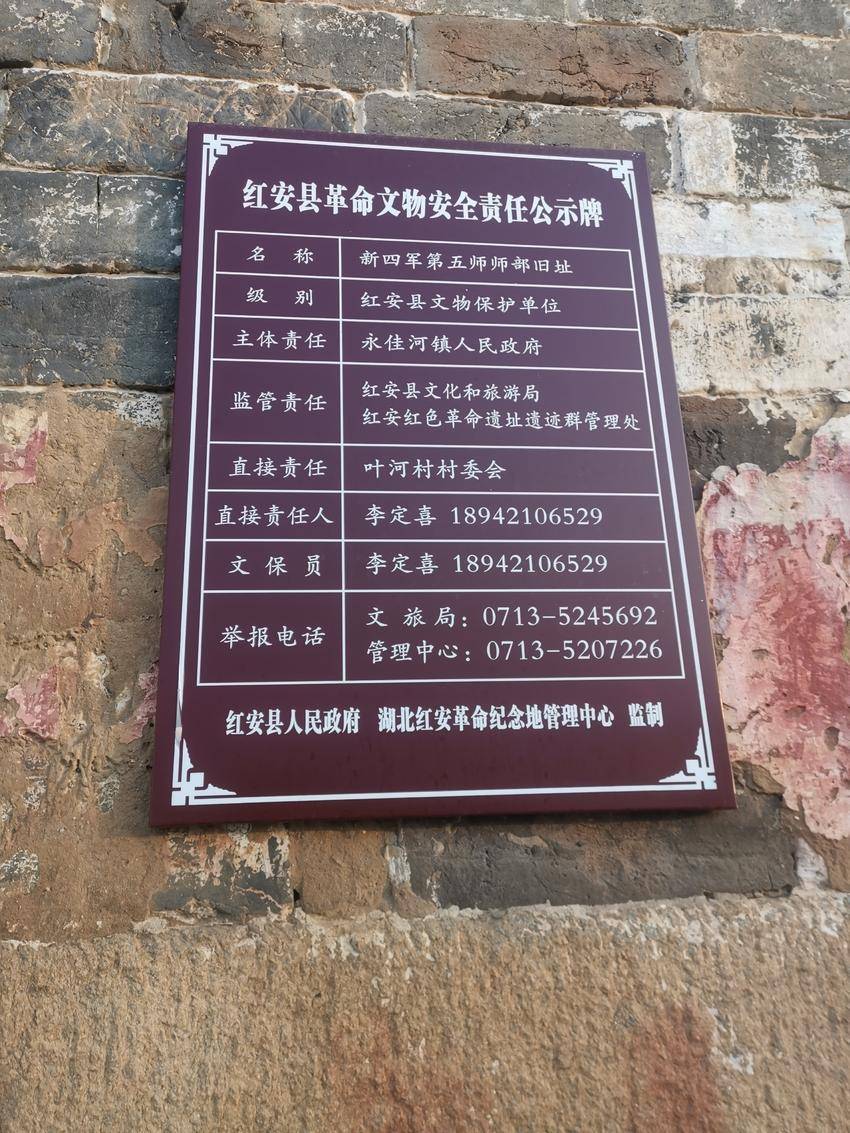 红安县革命文物安全责任公示牌
名 称 新四军第五师师部旧址
级 别 红安县文物保护单位
主体责任 永佳河镇人民政府
监管责任 红安县文化和旅游局
红安红色革命遗址遗迹群管理处
直接责任 叶河村村委会
直接责任人 李定喜 18942106529
文 保 员 李定喜 18942106529
举报电话 文 旅 局：0713-5245692
管理中心：0713-5207226
红安县人民政府 湖北红安革命纪念地管理中心 监制